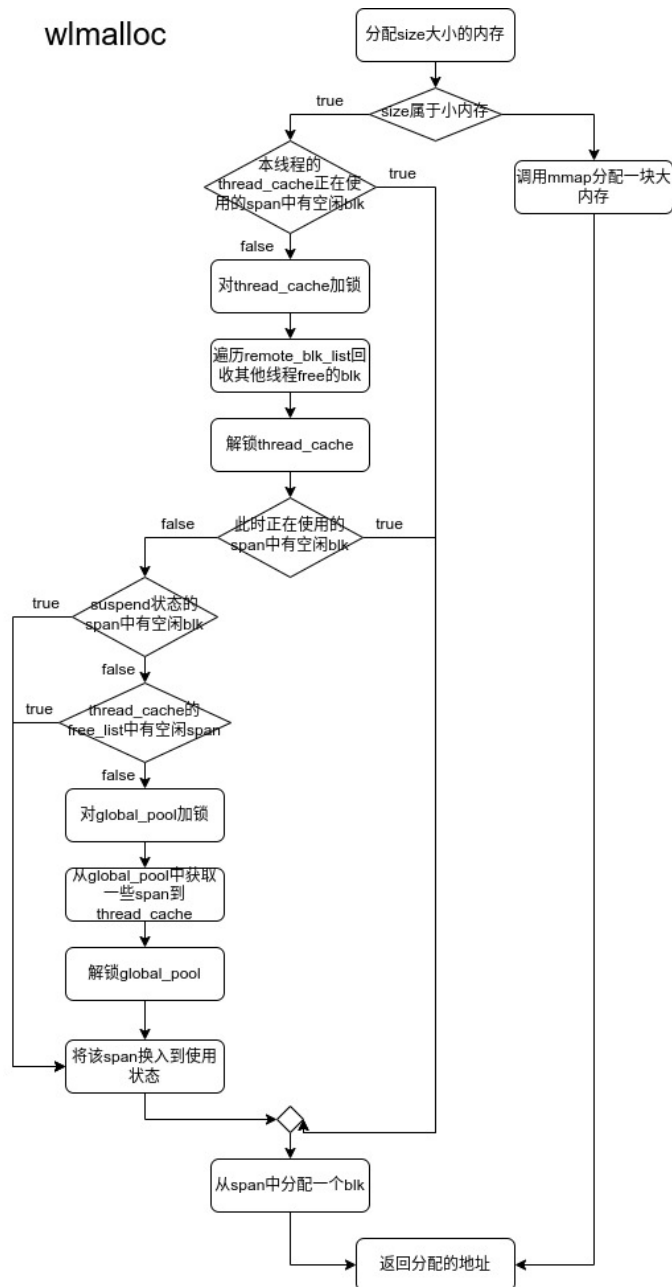 wlmalloc
分配size大小的内存
true
size属于小内存
本线程的
thread_cache正在使
用的span中有空闲blk
true
调用mmap分配一块大
内存
false
对thread_cache加锁
遍历remote_blk_list回
收其他线程free的blk
解锁thread_cache
false
此时正在使用的
span中有空闲blk
true
true
suspend状态的
span中有空闲blk
false
true
thread_cache的
free_list中有空闲span
false
对global_pool加锁
从global_pool中获取
一些span到
thread_cache
解锁global_pool
将该span换入到使用
状态
从span中分配一个blk
返回分配的地址